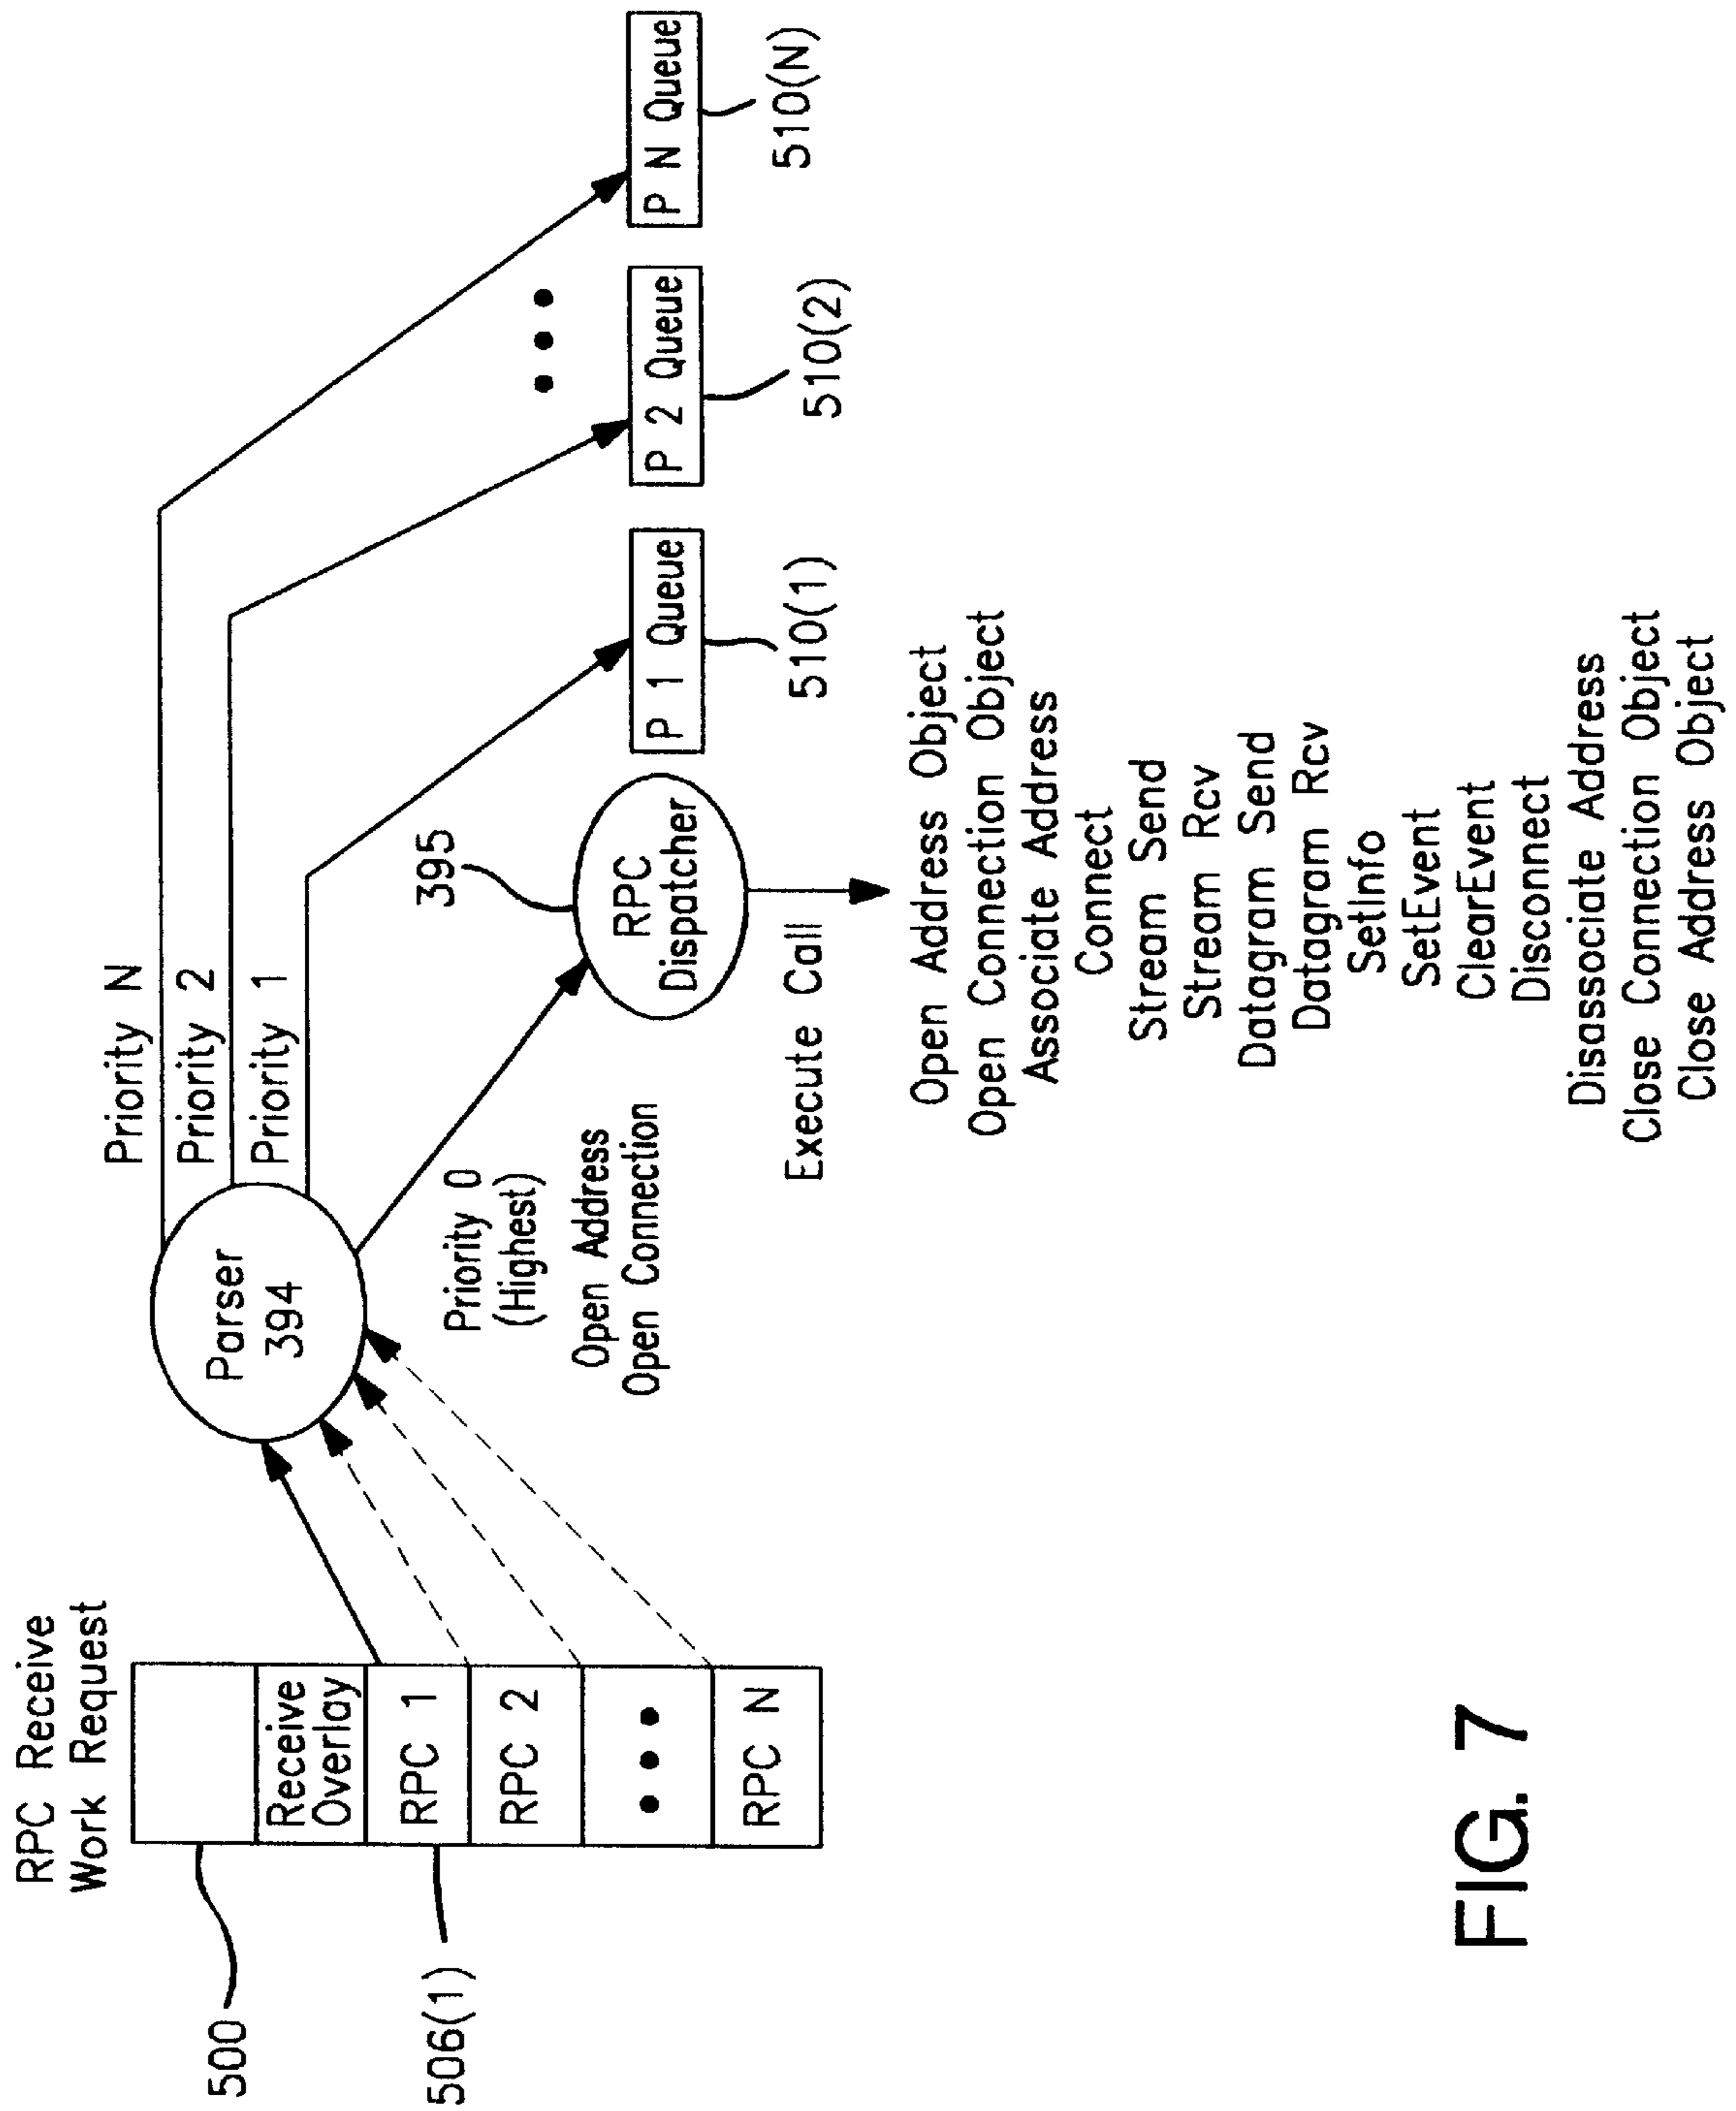 RPC Receive
Work Request
500
Receive
Overlay
506(1)
RPC 1
RPC 2
RPC N
Parser
394
Priority N
Priority 2
Priority 1
Priority 0
(Highest)
Open Address
Open Connection
395
RPC
Dispatcher
P 1 Queue
510(1)
P 2 Queue
510(2)
P N Queue
510(N)
Execute Call
Open Address Object
Open Connection Object
Associate Address
Connect
Stream Send
Stream Rcv
Datagram Send
Datagram Rcv
SetInfo
SetEvent
ClearEvent
Disconnect
Disassociate Address
Close Connection Object
Close Address Object
FIG. 7